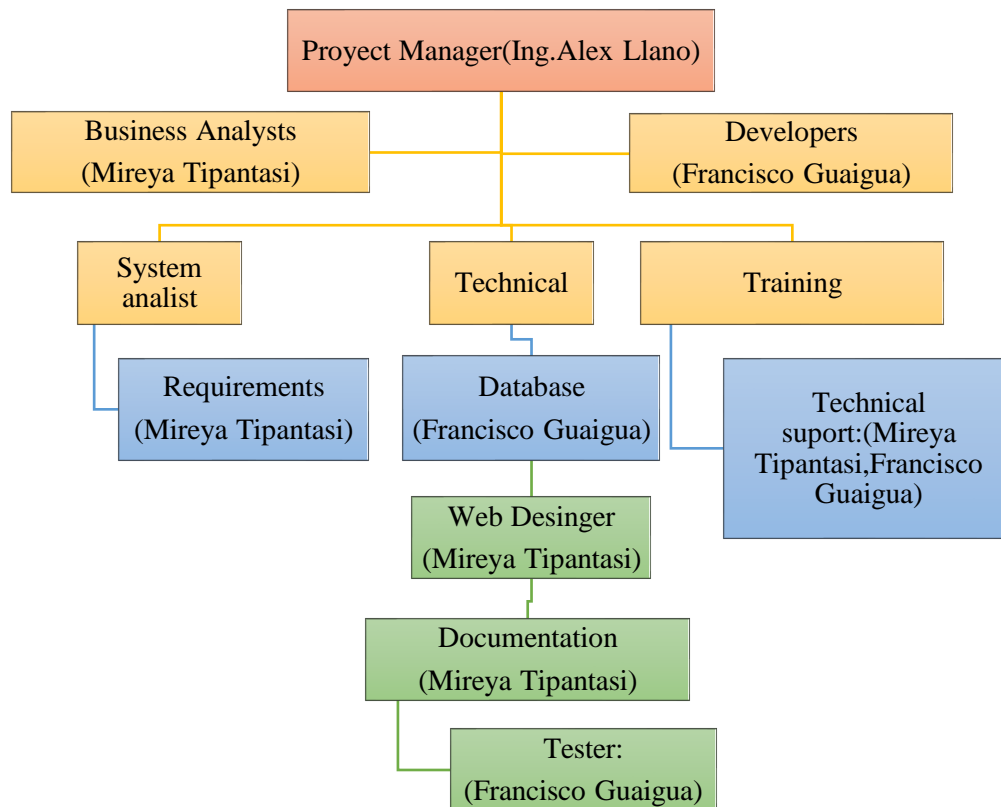 Proyect Manager(Ing.Alex Llano)
Business Analysts
(Mireya Tipantasi)
Developers
(Francisco Guaigua)
System
analist
Technical
Training
Requirements
(Mireya Tipantasi)
Database
(Francisco Guaigua)
Technical
suport:(Mireya
Tipantasi,Francisco
Guaigua)
Web Desinger
(Mireya Tipantasi)
Documentation
(Mireya Tipantasi)
Tester:
(Francisco Guaigua)